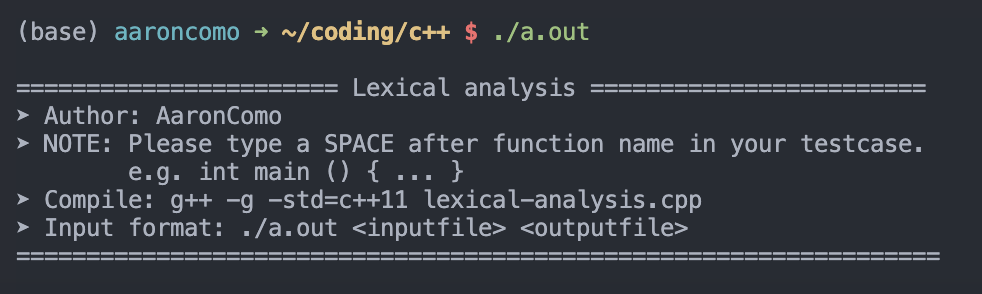 (base) aaroncomo ➜ ~/coding/c++ $ ./a.out
======================= Lexical analysis ========================
➤ Author: AaronComo
➤ NOTE: Please type a SPACE after function name in your testcase.
        e.g. int main () { ... }
➤ Compile: g++ -g -std=c++11 lexical-analysis.cpp
➤ Input format: ./a.out <inputfile> <outputfile>
==================================================================